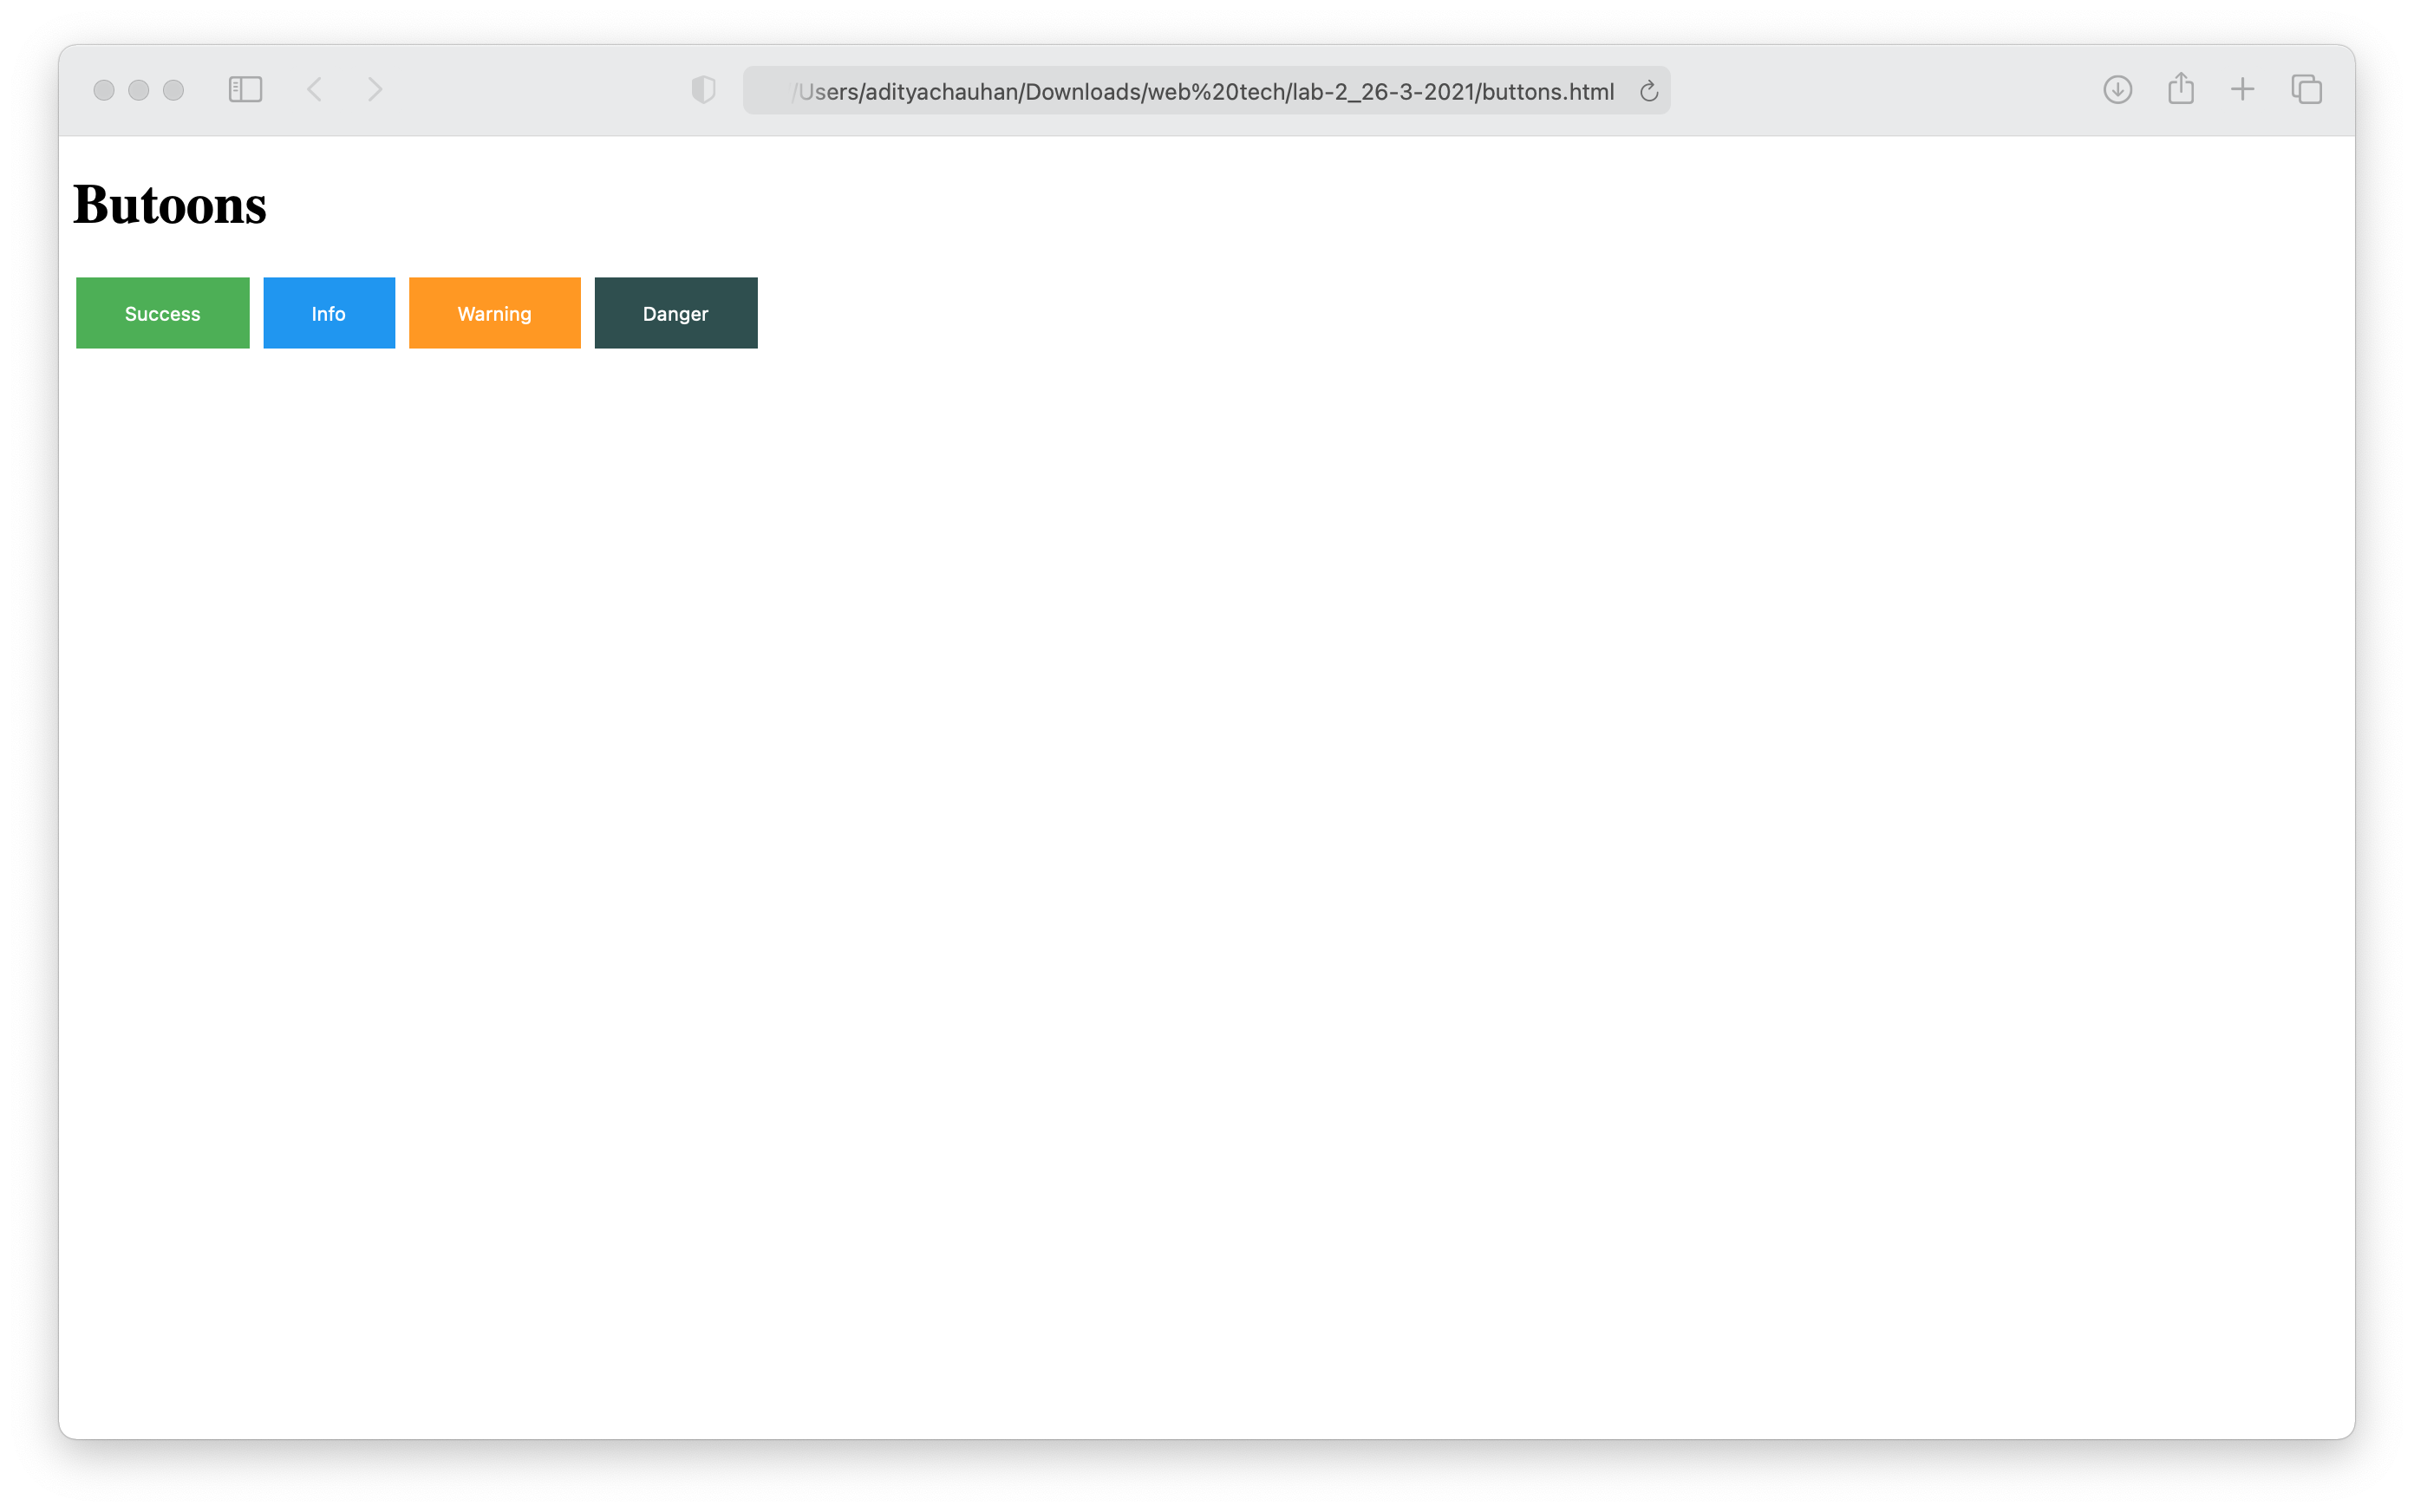 /Users/adityachauhan/Downloads/web%20tech/lab-2_26-3-2021/buttons.html
Butoons
Success Info Warning Danger